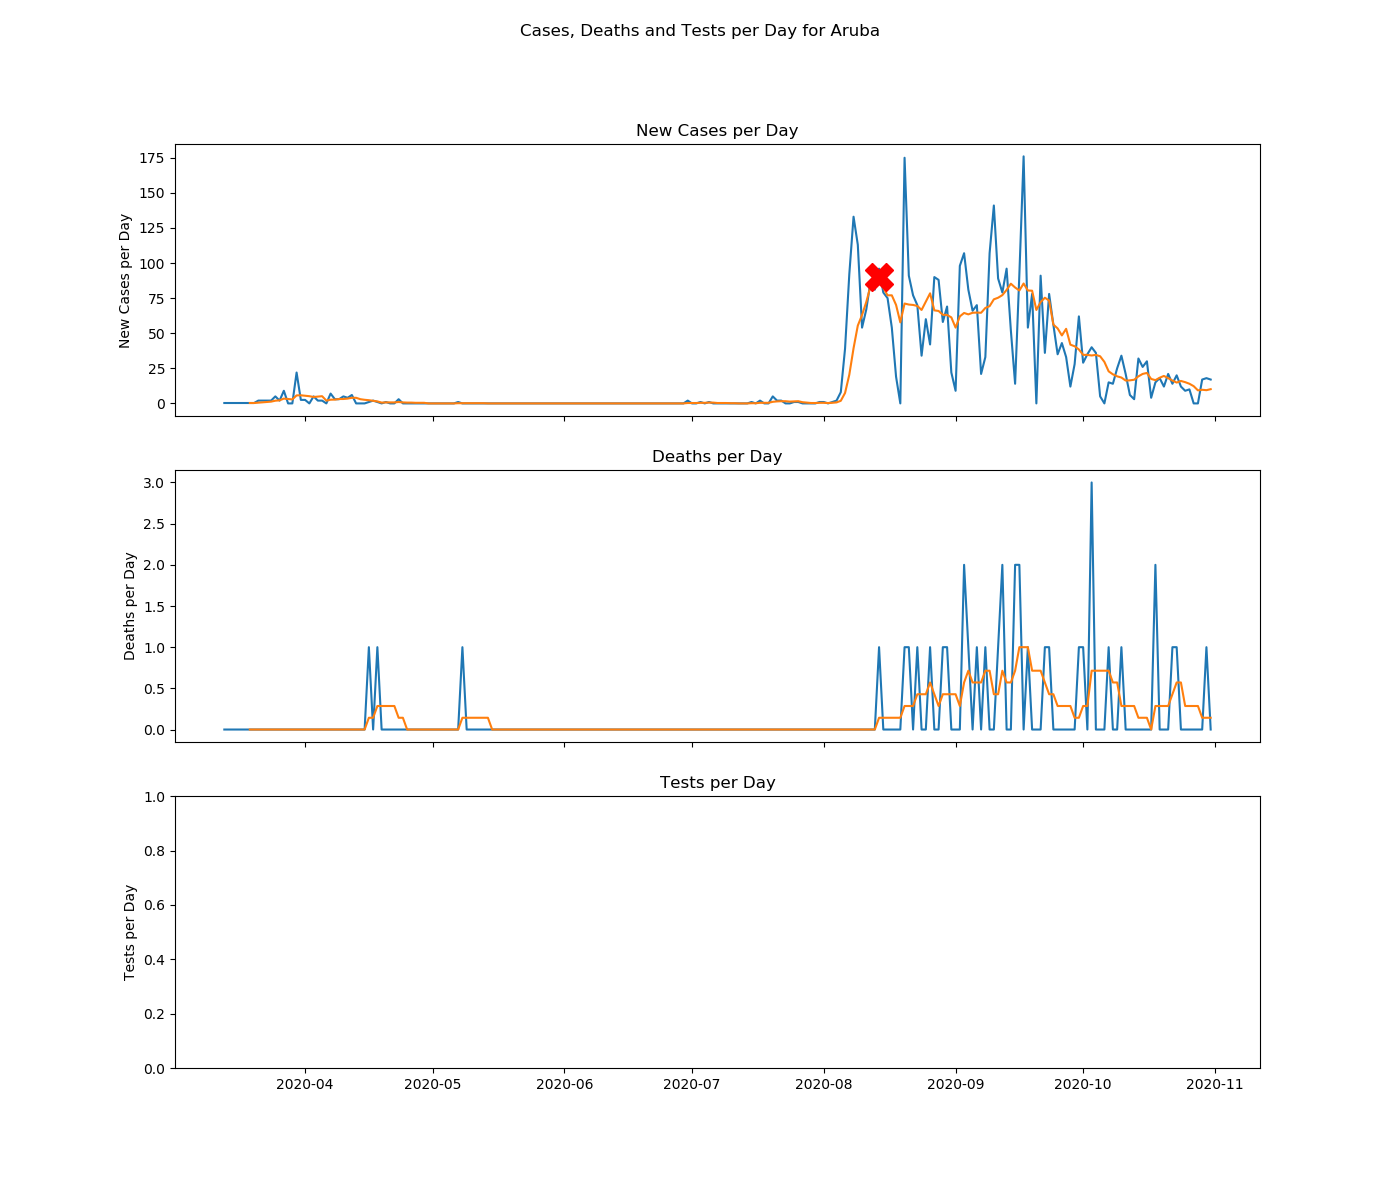 Cases, Deaths and Tests per Day for Aruba
New Cases per Day
New Cases per Day
175
150
125
100
75
50
25
0
Deaths per Day
Deaths per Day
3.0
2.5
2.0
1.5
1.0
0.5
0.0
Tests per Day
Tests per Day
1.0
0.8
0.6
0.4
0.2
0.0
2020-04 2020-05 2020-06 2020-07 2020-08 2020-09 2020-10 2020-11